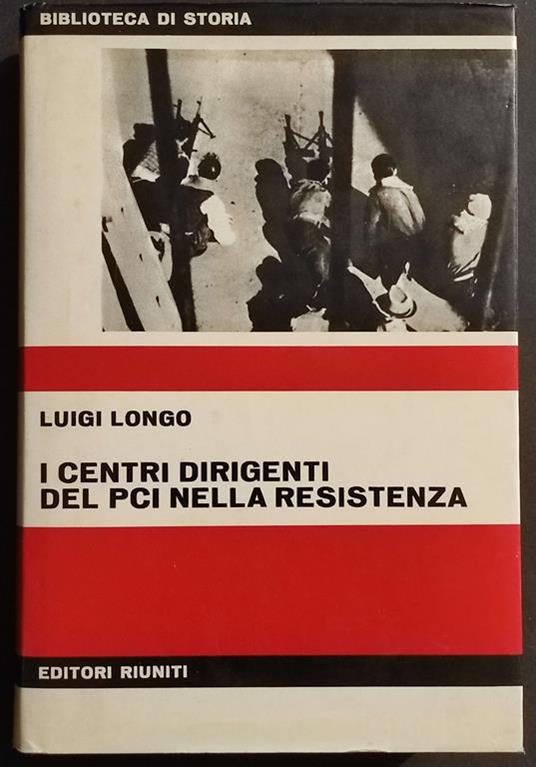 BIBLIOTECA DI STORIA
LUIGI LONGO
I CENTRI DIRIGENTI
DEL PCI NELLA RESISTENZA
EDITORI RIUNITI